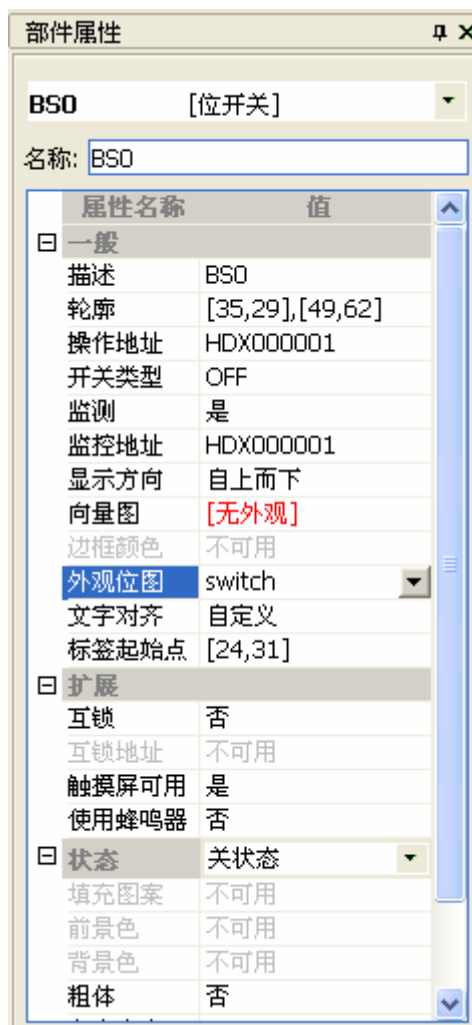 部件属性
BS0 [位开关]
名称: BS0
属性名称 值
一般
描述 BS0
轮廓 [35,29],[49,62]
操作地址 HDX000001
开关类型 OFF
监测 是
监控地址 HDX000001
显示方向 自上而下
向量图 [无外观]
边框颜色 不可用
外观位图 switch
文字对齐 自定义
标签起始点 [24,31]
扩展
互锁 否
互锁地址 不可用
触摸屏可用 是
使用蜂鸣器 否
状态 关状态
填充图案 不可用
前景色 不可用
背景色 不可用
粗体 否